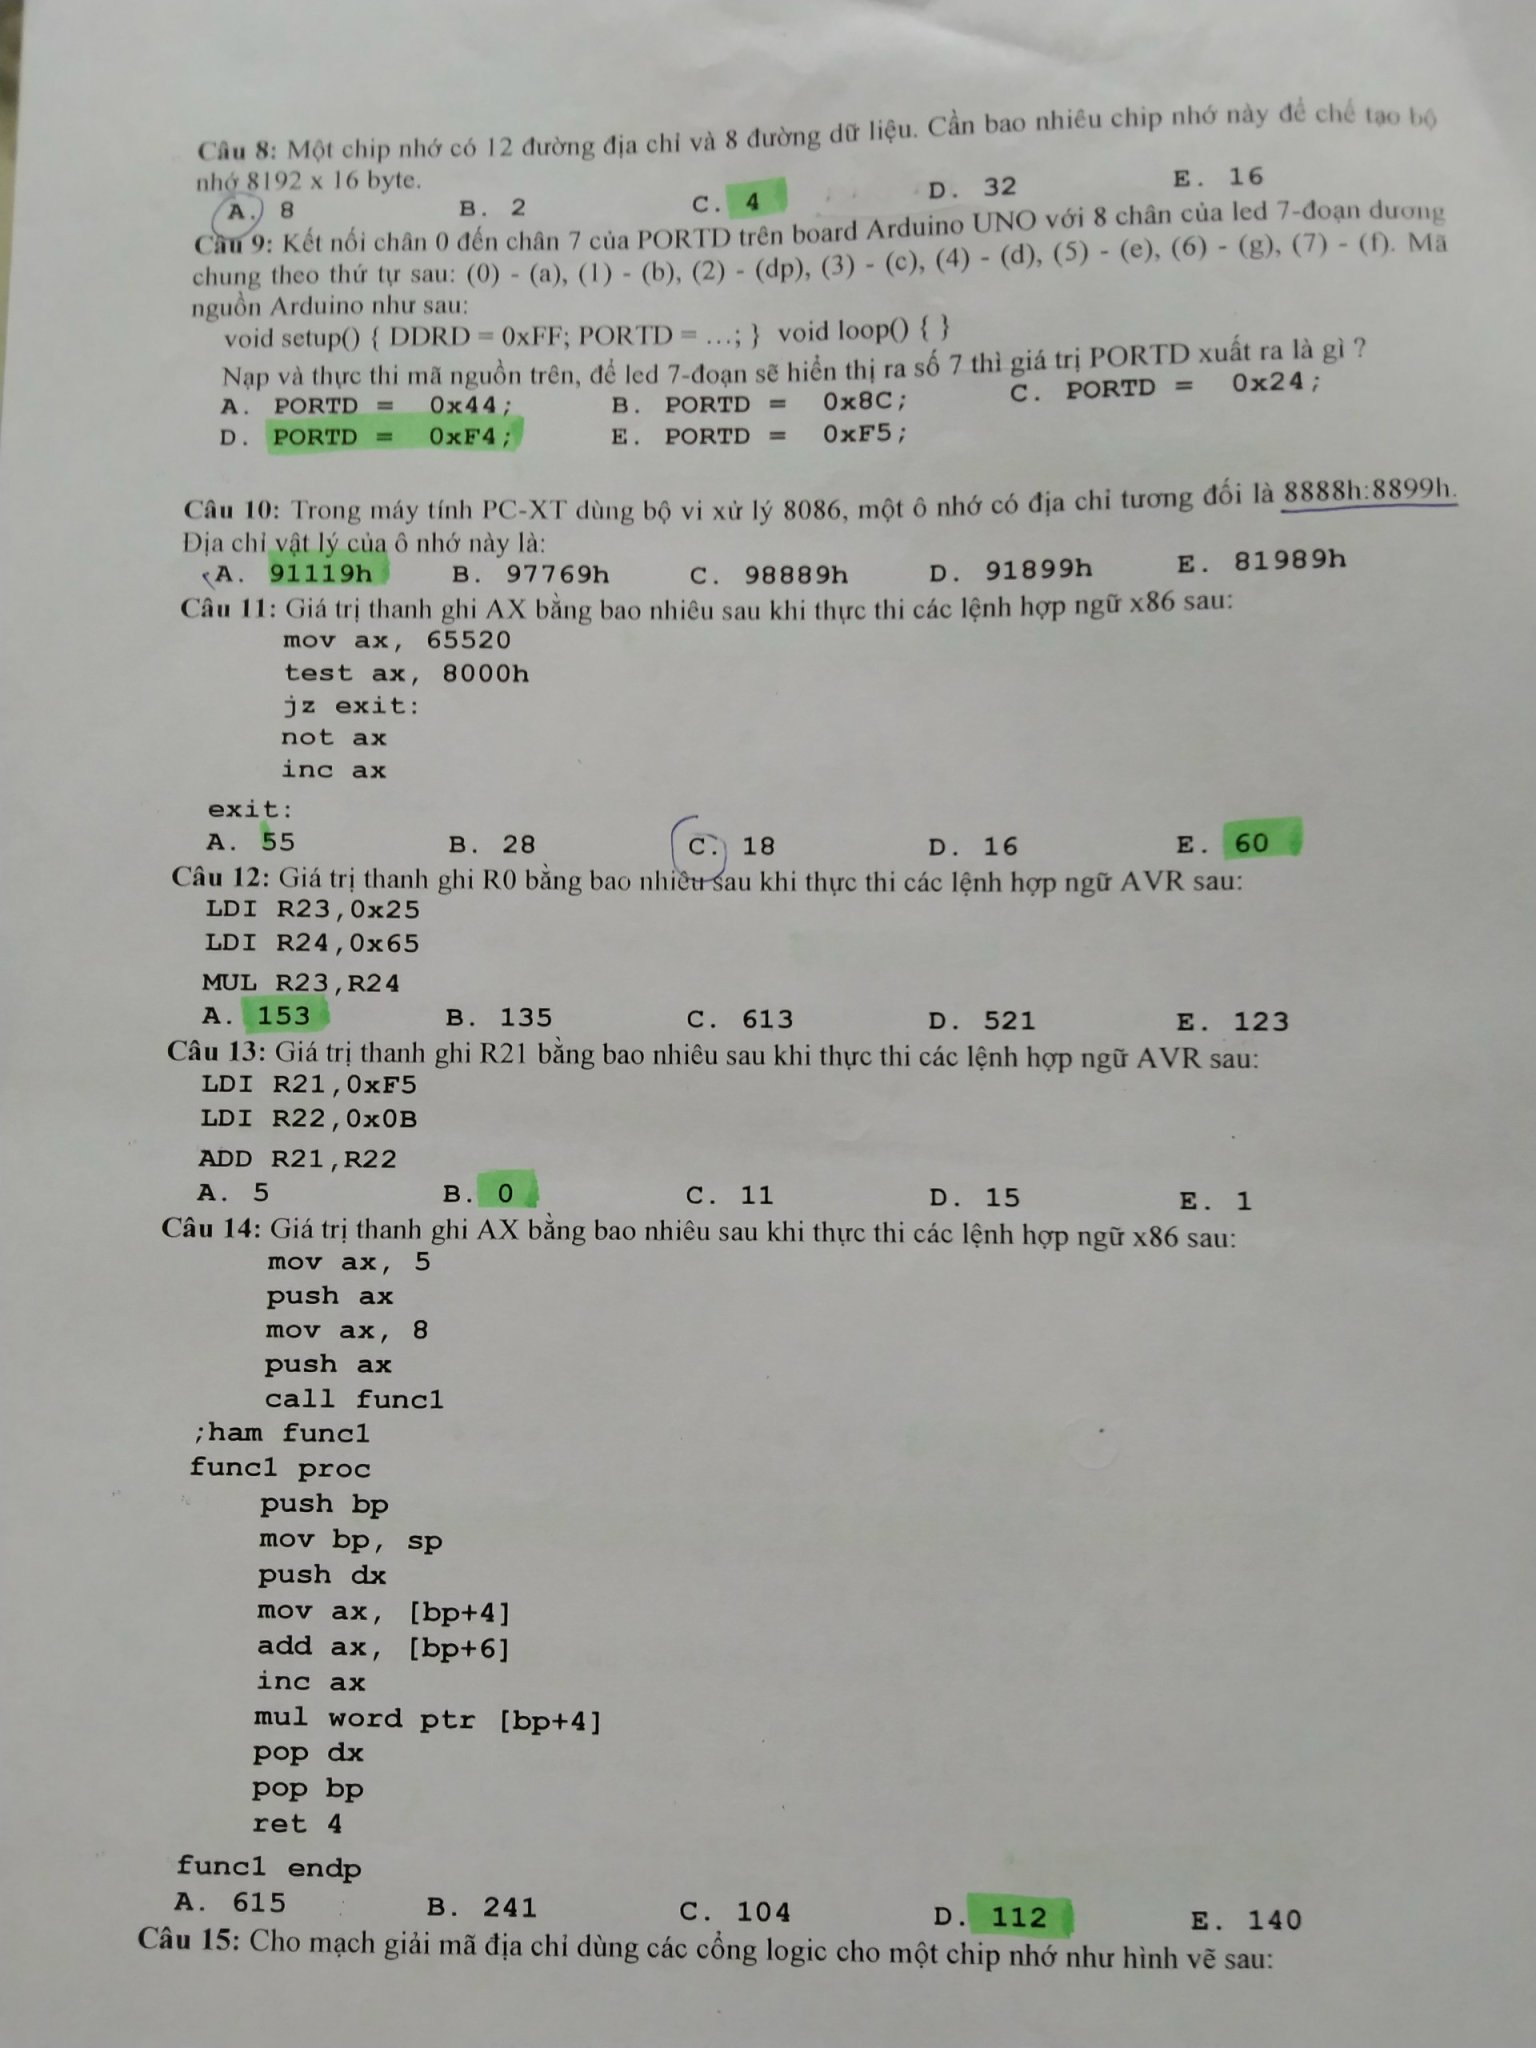 Câu 8: Một chip nhớ có 12 đường địa chỉ và 8 đường dữ liệu. Cần bao nhiêu chip nhớ này để chế tạo bộ
nhớ 8192 x 16 byte.
A. 8 B. 2 C. 4 D. 32 E. 16
Câu 9: Kết nối chân 0 đến chân 7 của PORTD trên board Arduino UNO với 8 chân của led 7-đoạn dương
chung theo thứ tự sau: (0) - (a), (1) - (b), (2) - (dp), (3) - (c), (4) - (d), (5) - (e), (6) - (g), (7) - (f). Mã
nguồn Arduino như sau:
void setup() { DDRD = 0xFF; PORTD = …; } void loop() { }
Nạp và thực thi mã nguồn trên, để led 7-đoạn sẽ hiển thị ra số 7 thì giá trị PORTD xuất ra là gì ?
A. PORTD = 0x44; B. PORTD = 0x8C; C. PORTD = 0x24;
D. PORTD = 0xF4; E. PORTD = 0xF5;
Câu 10: Trong máy tính PC-XT dùng bộ vi xử lý 8086, một ô nhớ có địa chỉ tương đối là 8888h:8899h.
Địa chỉ vật lý của ô nhớ này là:
A. 91119h B. 97769h C. 98889h D. 91899h E. 81989h
Câu 11: Giá trị thanh ghi AX bằng bao nhiêu sau khi thực thi các lệnh hợp ngữ x86 sau:
mov ax, 65520
test ax, 8000h
jz exit:
not ax
inc ax
exit:
A. 55 B. 28 C. 18 D. 16 E. 60
Câu 12: Giá trị thanh ghi R0 bằng bao nhiêu sau khi thực thi các lệnh hợp ngữ AVR sau:
LDI R23,0x25
LDI R24,0x65
MUL R23,R24
A. 153 B. 135 C. 613 D. 521 E. 123
Câu 13: Giá trị thanh ghi R21 bằng bao nhiêu sau khi thực thi các lệnh hợp ngữ AVR sau:
LDI R21,0xF5
LDI R22,0x0B
ADD R21,R22
A. 5 B. 0 C. 11 D. 15 E. 1
Câu 14: Giá trị thanh ghi AX bằng bao nhiêu sau khi thực thi các lệnh hợp ngữ x86 sau:
mov ax, 5
push ax
mov ax, 8
push ax
call func1
;ham func1
func1 proc
push bp
mov bp, sp
push dx
mov ax, [bp+4]
add ax, [bp+6]
inc ax
mul word ptr [bp+4]
pop dx
pop bp
ret 4
func1 endp
A. 615 B. 241 C. 104 D. 112 E. 140
Câu 15: Cho mạch giải mã địa chỉ dùng các cổng logic cho một chip nhớ như hình vẽ sau: